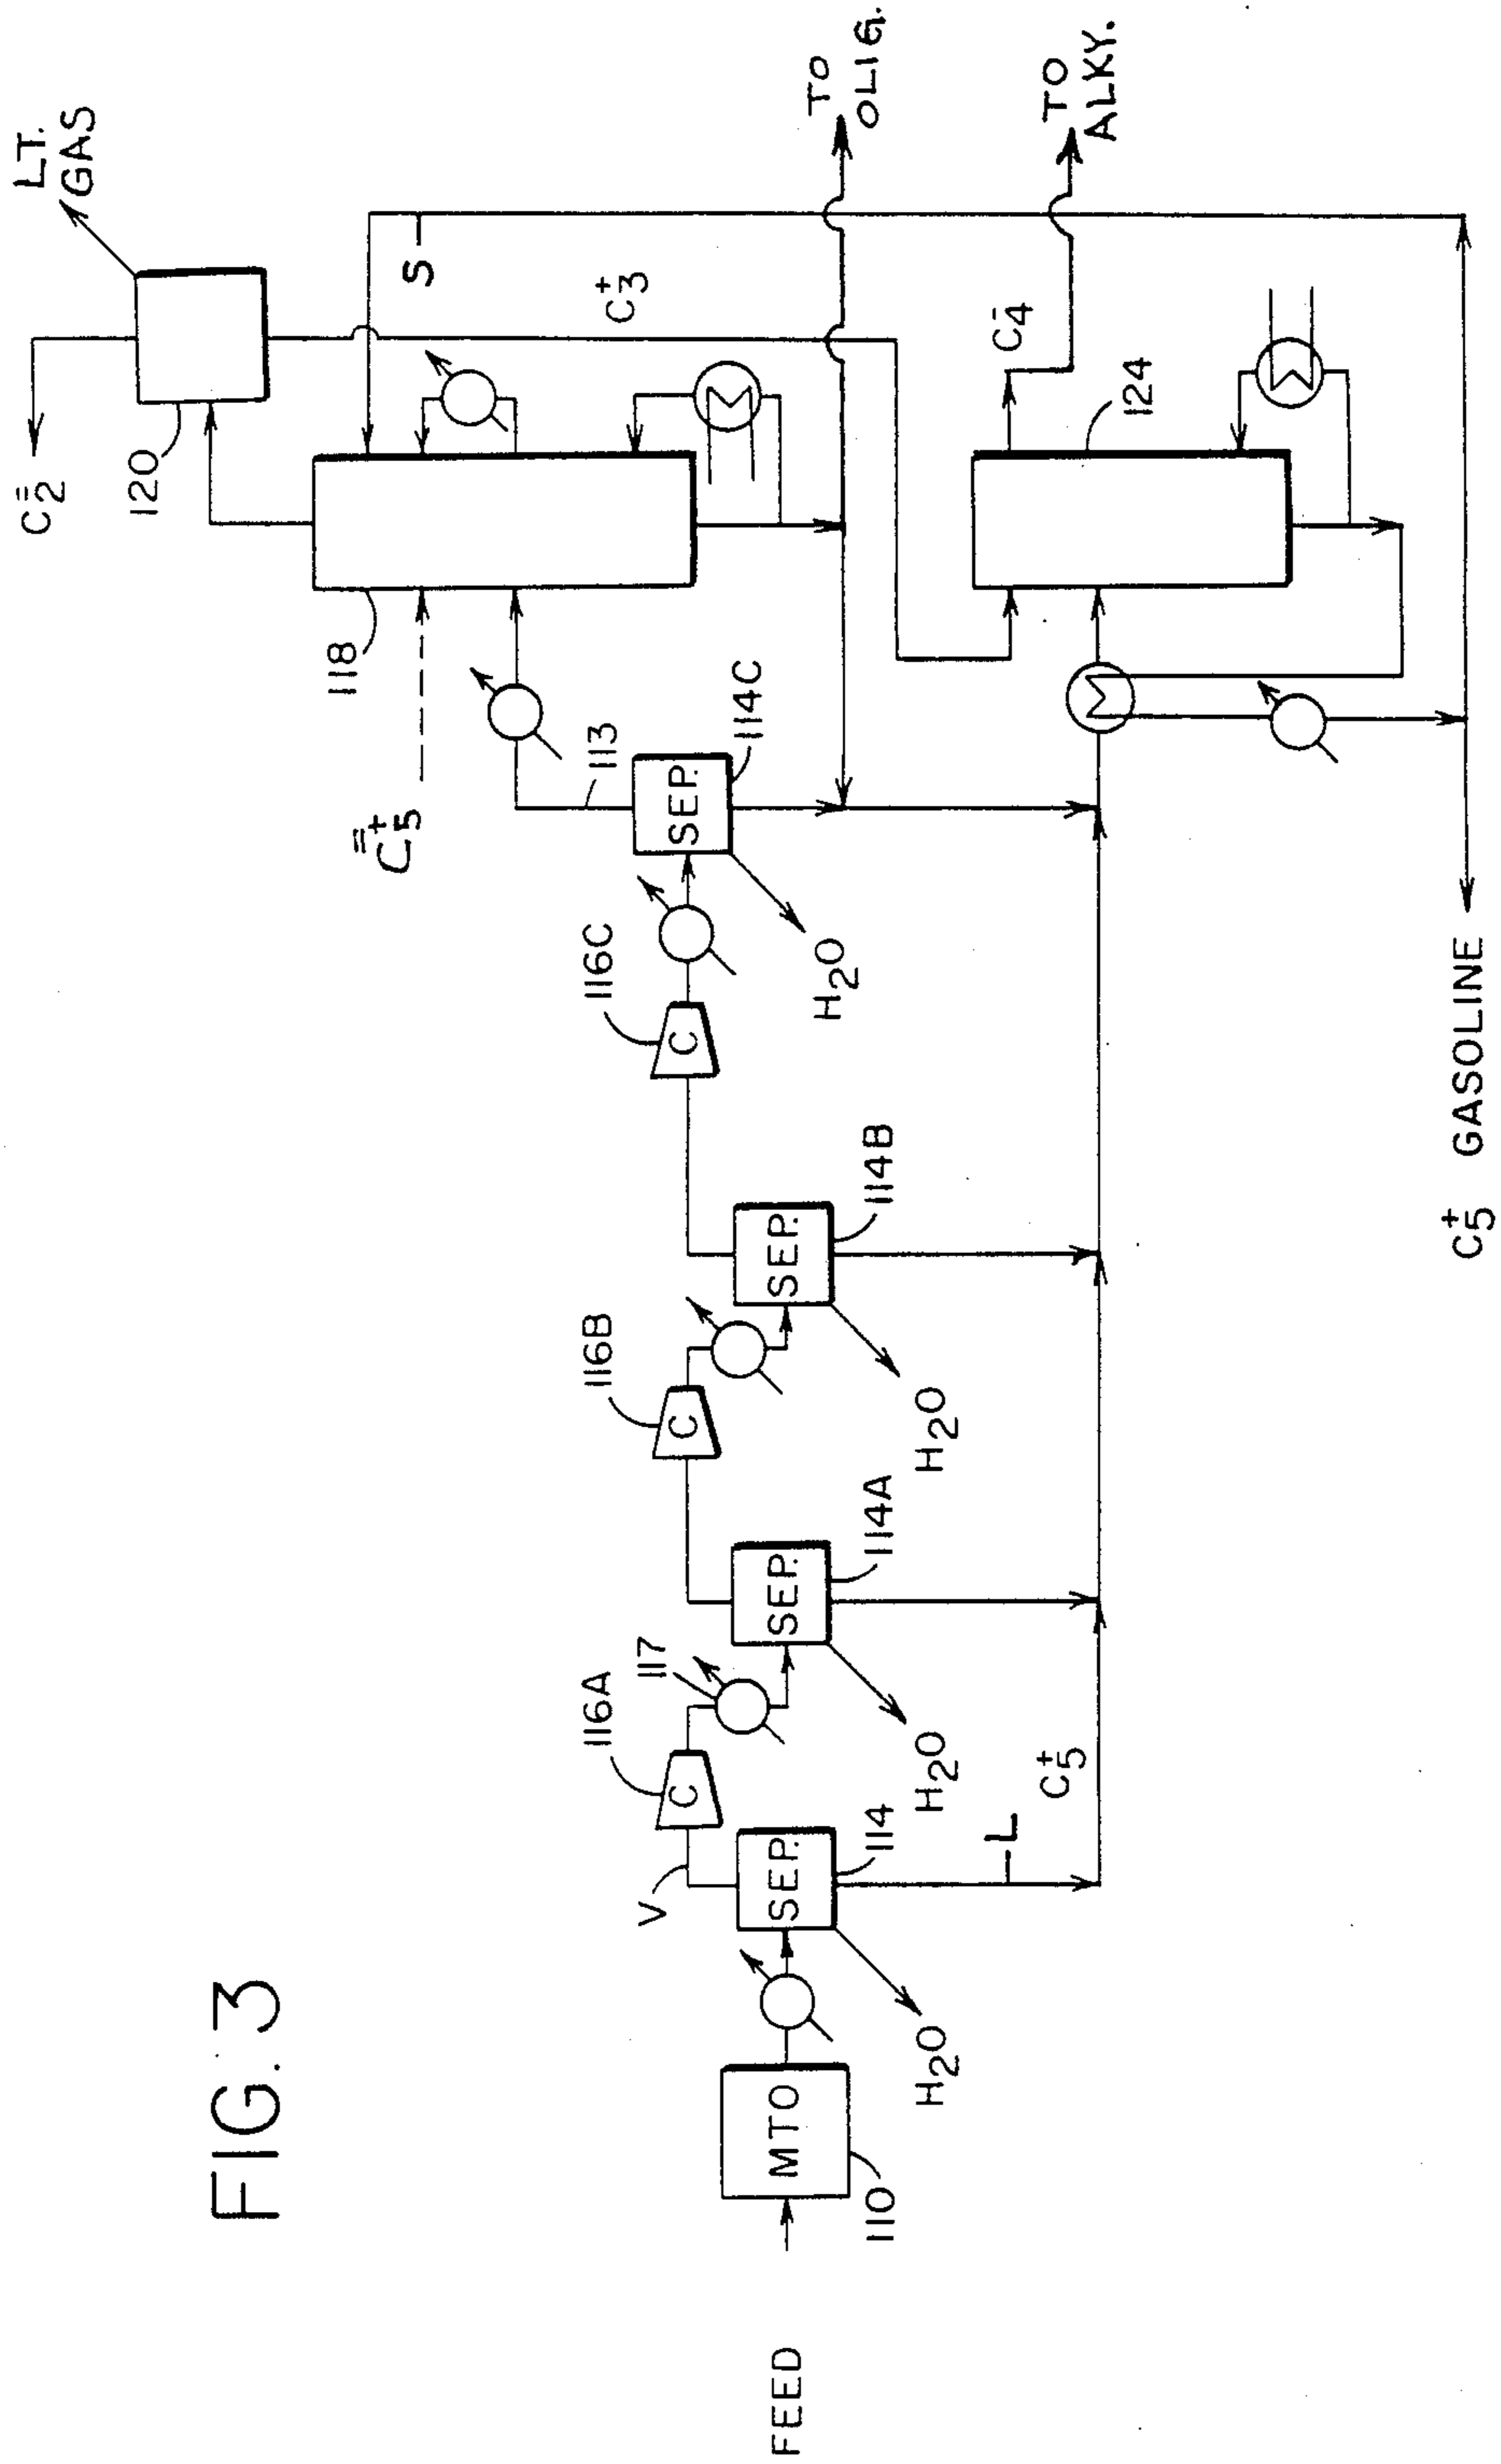 FIG. 3
FEED
MTO
110
SEP.
114
H2O
V
L
C5+
C
116A
117
SEP.
114A
H2O
C
116B
SEP.
114B
H2O
C
116C
SEP.
114C
H2O
113
C5+=
118
120
C2=
LT.
GAS
S
C3+
TO
OLIG.
C4-
TO
ALKY.
124
C5+ GASOLINE